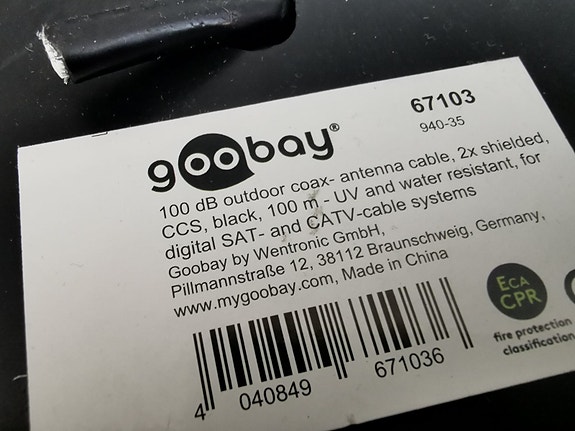 67103
940-35
goobay®
100 dB outdoor coax- antenna cable, 2x shielded,
CCS, black, 100 m - UV and water resistant, for
digital SAT- and CATV-cable systems
Goobay by Wentronic GmbH,
Pillmannstraße 12, 38112 Braunschweig, Germany,
www.mygoobay.com, Made in China
ECA
CPR
fire protection
classification
4 040849 671036